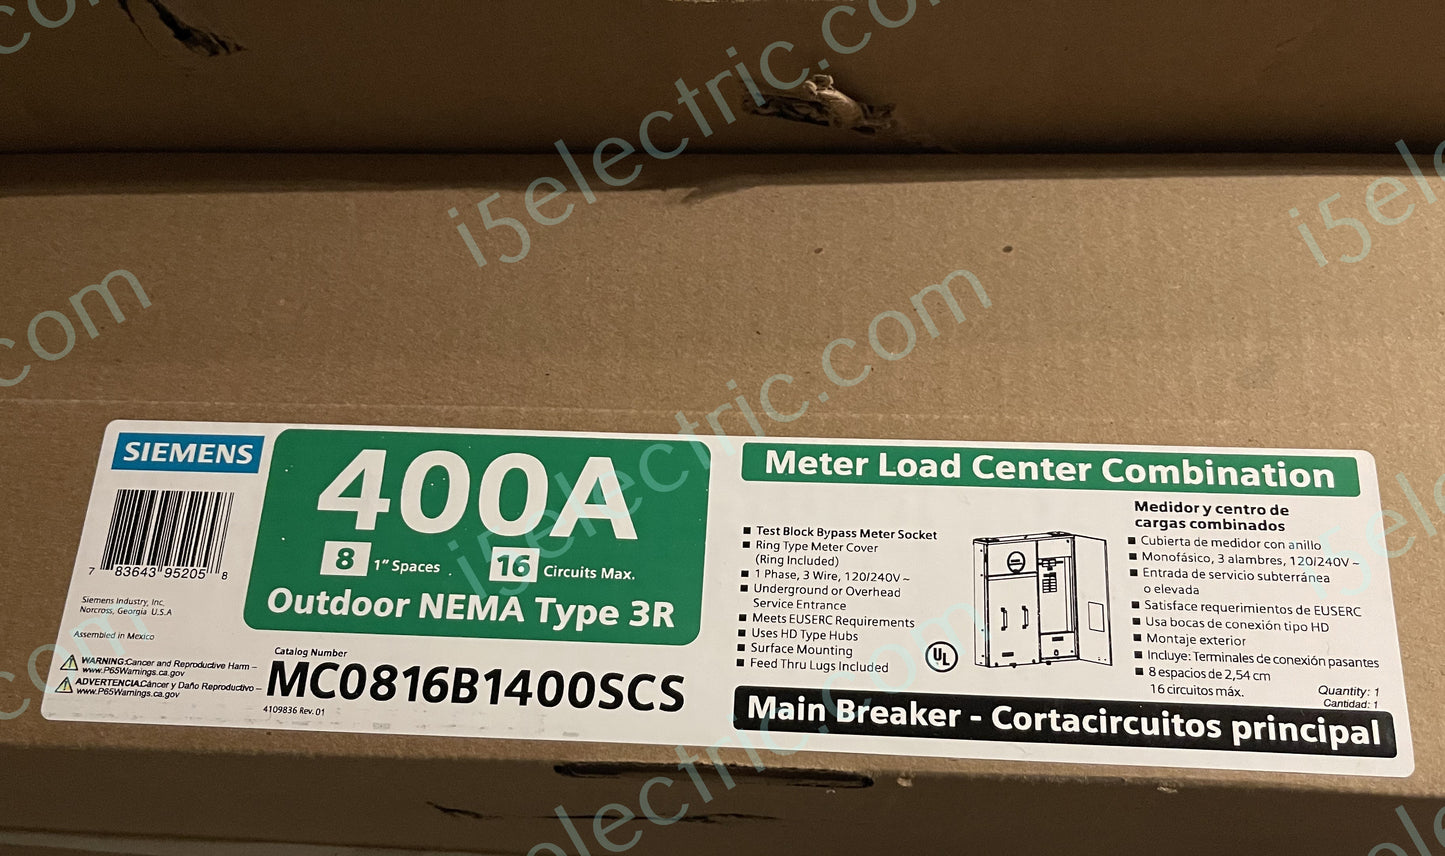 SIEMENS
7 83643 95205 8
Siemens Industry, Inc.
Norcross, Georgia U.S.A
Assembled in Mexico
WARNING:Cancer and Reproductive Harm –
www.P65Warnings.ca.gov
ADVERTENCIA:Cáncer y Daño Reproductivo –
www.P65Warnings.ca.gov
400A
8 1" Spaces 16 Circuits Max.
Outdoor NEMA Type 3R
Catalog Number
MC0816B1400SCS
4109836 Rev. 01
Meter Load Center Combination
■ Test Block Bypass Meter Socket
■ Ring Type Meter Cover
(Ring Included)
■ 1 Phase, 3 Wire, 120/240V ~
■ Underground or Overhead
Service Entrance
■ Meets EUSERC Requirements
■ Uses HD Type Hubs
■ Surface Mounting
■ Feed Thru Lugs Included
UL
Medidor y centro de
cargas combinados
■ Cubierta de medidor con anillo
■ Monofásico, 3 alambres, 120/240V ~
■ Entrada de servicio subterránea
o elevada
■ Satisface requerimientos de EUSERC
■ Usa bocas de conexión tipo HD
■ Montaje exterior
■ Incluye: Terminales de conexión pasantes
■ 8 espacios de 2,54 cm
16 circuitos máx.
Quantity: 1
Cantidad: 1
Main Breaker - Cortacircuitos principal
i5electric.com
i5electric.com
i5electric.com